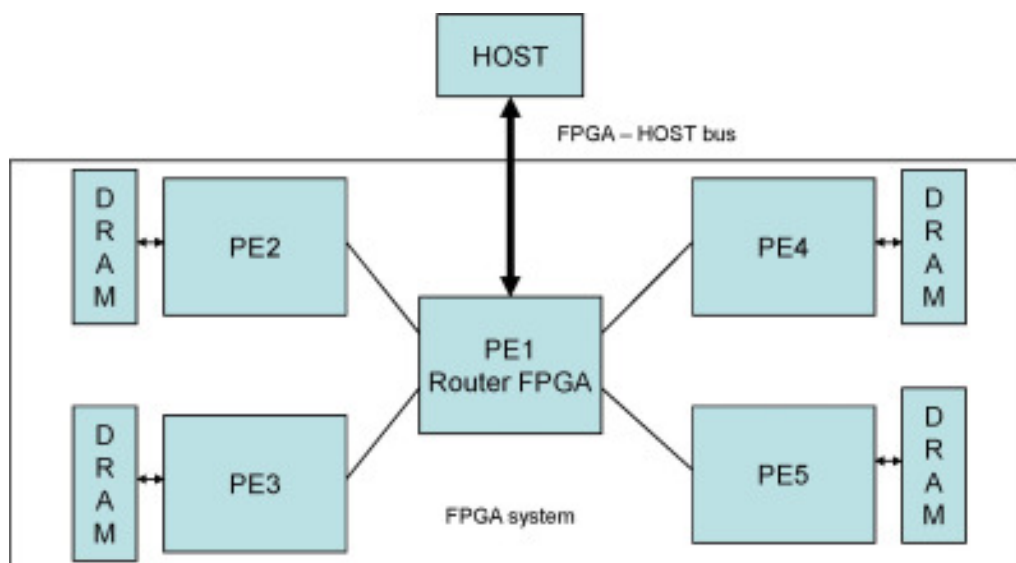 HOST
FPGA – HOST bus
D
R
A
M
PE2
PE4
D
R
A
M
PE1
Router FPGA
D
R
A
M
PE3
PE5
D
R
A
M
FPGA system